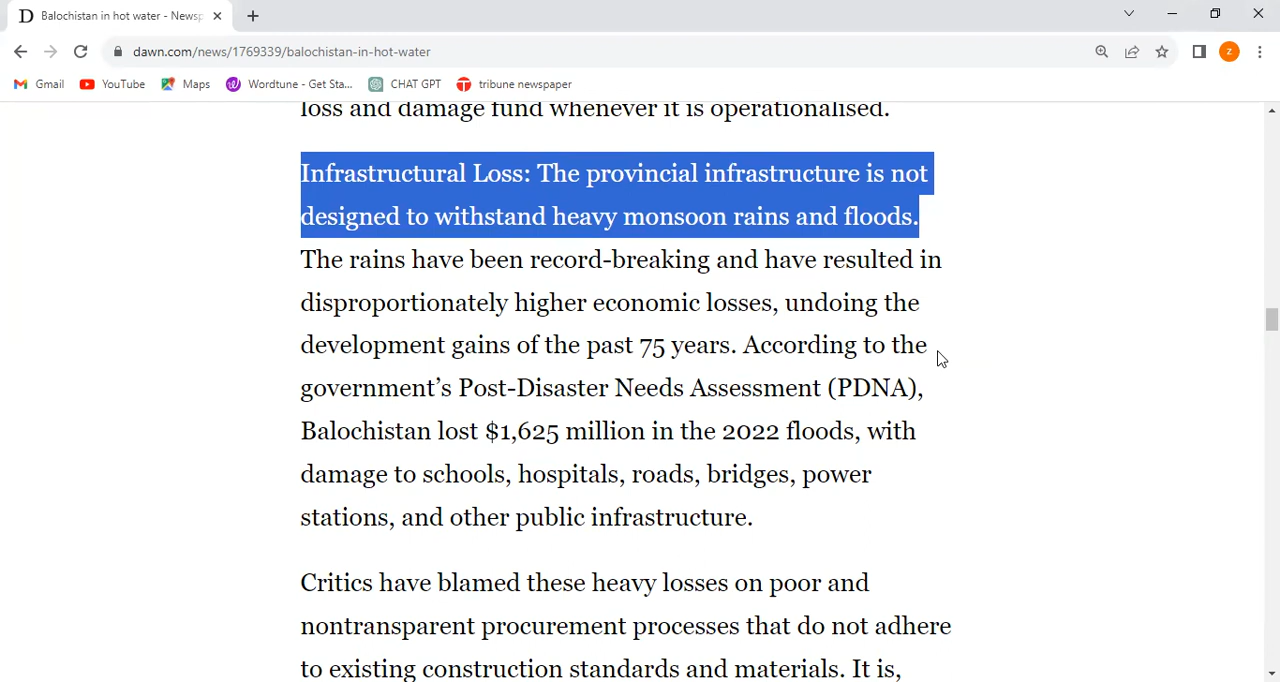 D Balochistan in hot water - Newsp
dawn.com/news/1769339/balochistan-in-hot-water
z
Gmail YouTube Maps Wordtune - Get Sta... CHAT GPT tribune newspaper
loss and damage fund whenever it is operationalised.
Infrastructural Loss: The provincial infrastructure is not
designed to withstand heavy monsoon rains and floods.
The rains have been record-breaking and have resulted in
disproportionately higher economic losses, undoing the
development gains of the past 75 years. According to the
government’s Post-Disaster Needs Assessment (PDNA),
Balochistan lost $1,625 million in the 2022 floods, with
damage to schools, hospitals, roads, bridges, power
stations, and other public infrastructure.
Critics have blamed these heavy losses on poor and
nontransparent procurement processes that do not adhere
to existing construction standards and materials. It is,